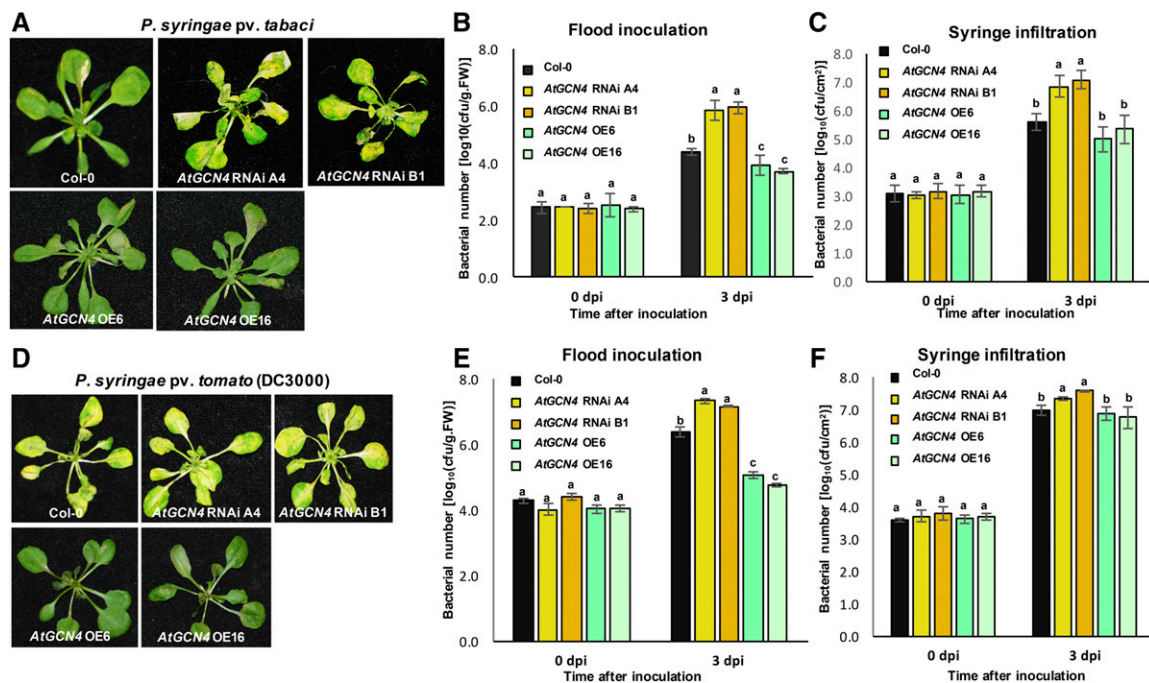 A
P. syringae pv. tabaci
Col-0
AtGCN4 RNAi A4
AtGCN4 RNAi B1
AtGCN4 OE6
AtGCN4 OE16
B
Flood inoculation
Bacterial number [log10(cfu/g.FW)]
8.0
6.0
4.0
2.0
0.0
Col-0
AtGCN4 RNAi A4
AtGCN4 RNAi B1
AtGCN4 OE6
AtGCN4 OE16
a a a a a
b a a c c
0 dpi 3 dpi
Time after inoculation
C
Syringe infiltration
Bacterial number [log10(cfu/cm²)]
8.0
7.0
6.0
5.0
4.0
3.0
2.0
1.0
0.0
Col-0
AtGCN4 RNAi A4
AtGCN4 RNAi B1
AtGCN4 OE6
AtGCN4 OE16
a a a a a
b a a b b
0 dpi 3 dpi
Time after inoculation
D
P. syringae pv. tomato (DC3000)
Col-0
AtGCN4 RNAi A4
AtGCN4 RNAi B1
AtGCN4 OE6
AtGCN4 OE16
E
Flood inoculation
Bacterial number [log₁₀(cfu/g.FW)]
8.0
6.0
4.0
2.0
0.0
Col-0
AtGCN4 RNAi A4
AtGCN4 RNAi B1
AtGCN4 OE6
AtGCN4 OE16
a a a a a
b a a c c
0 dpi 3 dpi
Time after inoculation
F
Syringe infiltration
Bacterial number [log₁₀(cfu/cm²)]
8.0
7.0
6.0
5.0
4.0
3.0
2.0
1.0
0.0
Col-0
AtGCN4 RNAi A4
AtGCN4 RNAi B1
AtGCN4 OE6
AtGCN4 OE16
a a a a a
b a a b b
0 dpi 3 dpi
Time after inoculation